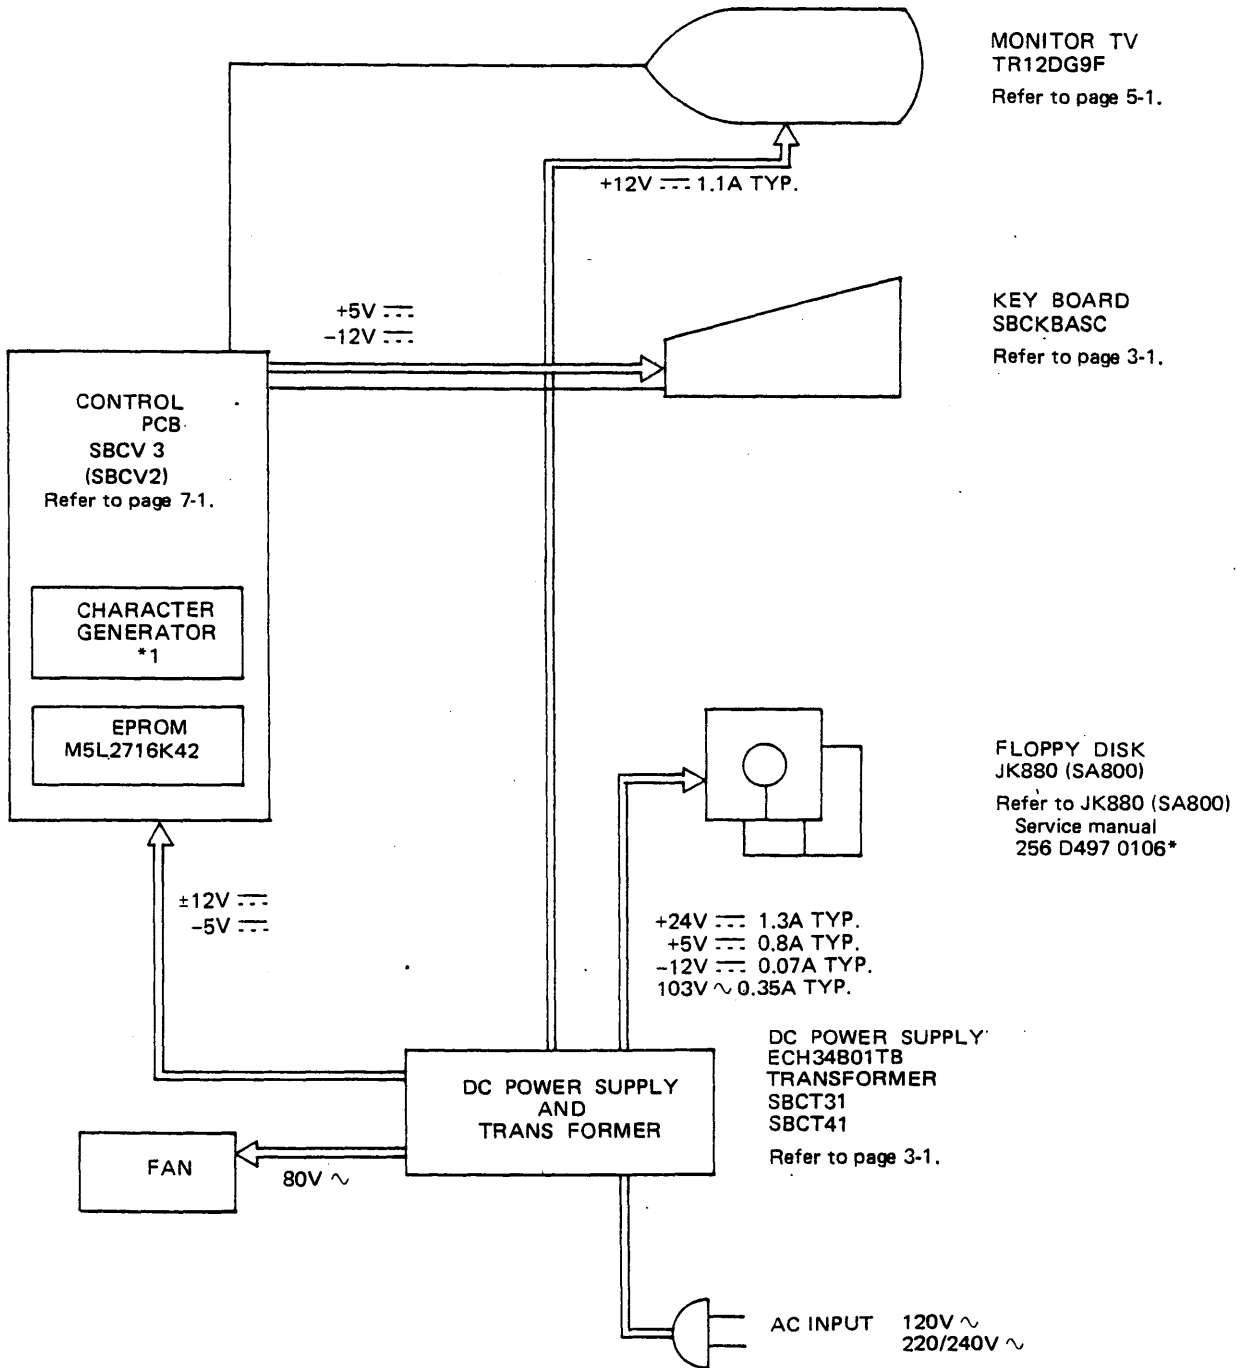 MONITOR TV
TR12DG9F
Refer to page 5-1.
+12V ⎓ 1.1A TYP.
KEY BOARD
SBCKBASC
Refer to page 3-1.
+5V ⎓
-12V ⎓
CONTROL
PCB
SBCV 3
(SBCV2)
Refer to page 7-1.
CHARACTER
GENERATOR
*1
EPROM
M5L2716K42
FLOPPY DISK
JK880 (SA800)
Refer to JK880 (SA800)
Service manual
256 D497 0106*
±12V ⎓
-5V ⎓
+24V ⎓ 1.3A TYP.
+5V ⎓ 0.8A TYP.
-12V ⎓ 0.07A TYP.
103V ∿ 0.35A TYP.
DC POWER SUPPLY
ECH34B01TB
TRANSFORMER
SBCT31
SBCT41
Refer to page 3-1.
DC POWER SUPPLY
AND
TRANS FORMER
FAN
80V ∿
AC INPUT 120V ∿
220/240V ∿